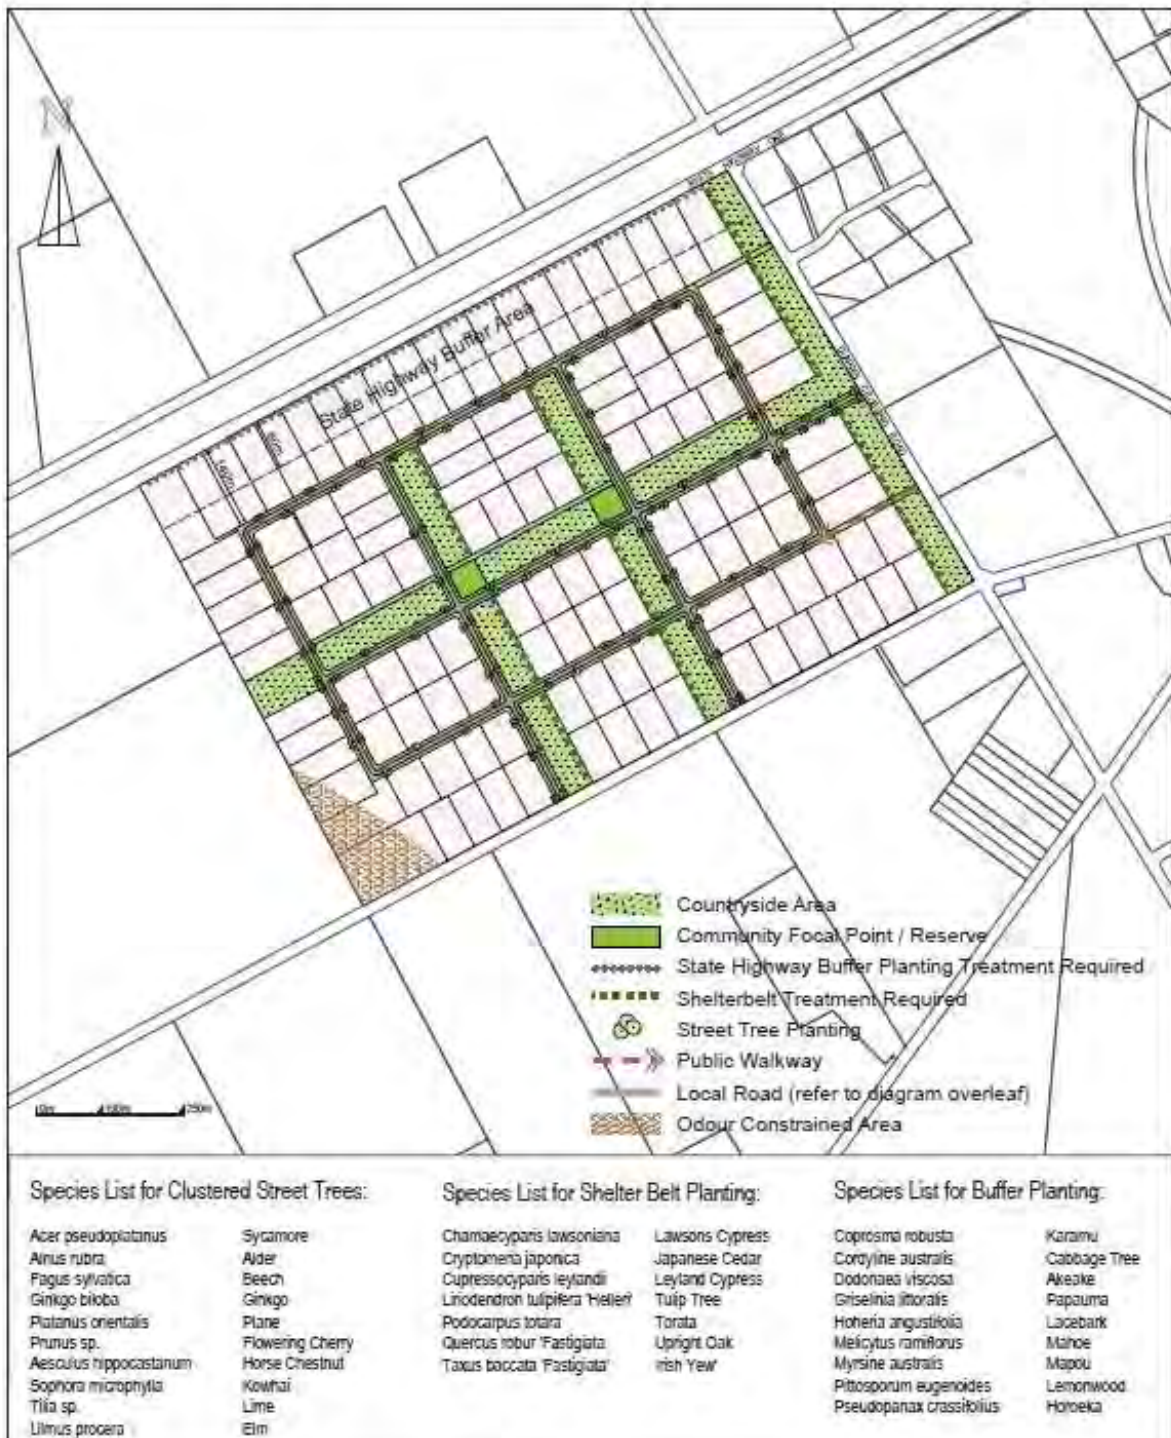 N
State Highway Buffer Area
80m
Countryside Area
Community Focal Point / Reserve
State Highway Buffer Planting Treatment Required
Shelterbelt Treatment Required
Street Tree Planting
Public Walkway
Local Road (refer to diagram overleaf)
Odour Constrained Area
0m
750m
Species List for Clustered Street Trees:
Acer pseudoplatanus Sycamore
Alnus rubra Alder
Fagus sylvatica Beech
Ginkgo biloba Ginkgo
Platanus orientalis Plane
Prunus sp. Flowering Cherry
Aesculus hippocastanum Horse Chestnut
Sophora microphylla Kowhai
Tilia sp. Lime
Ulmus procera Elm
Species List for Shelter Belt Planting:
Chamaecyparis lawsoniana Lawsons Cypress
Cryptomeria japonica Japanese Cedar
Cupressocyparis leylandii Leyland Cypress
Liriodendron tulipifera 'Helleri' Tulip Tree
Podocarpus totara Torata
Quercus robur 'Fastigiata Upright Oak
Taxus baccata 'Fastigiata' Irish Yew'
Species List for Buffer Planting:
Coprosma robusta Karamu
Cordyline australis Cabbage Tree
Dodonaea viscosa Akeake
Griselinia littoralis Papauma
Hoheria angustifolia Lacebark
Melicytus ramiflorus Mahoe
Myrsine australis Mapou
Pittosporum eugenoides Lemonwood
Pseudopanax crassifolius Horoeka